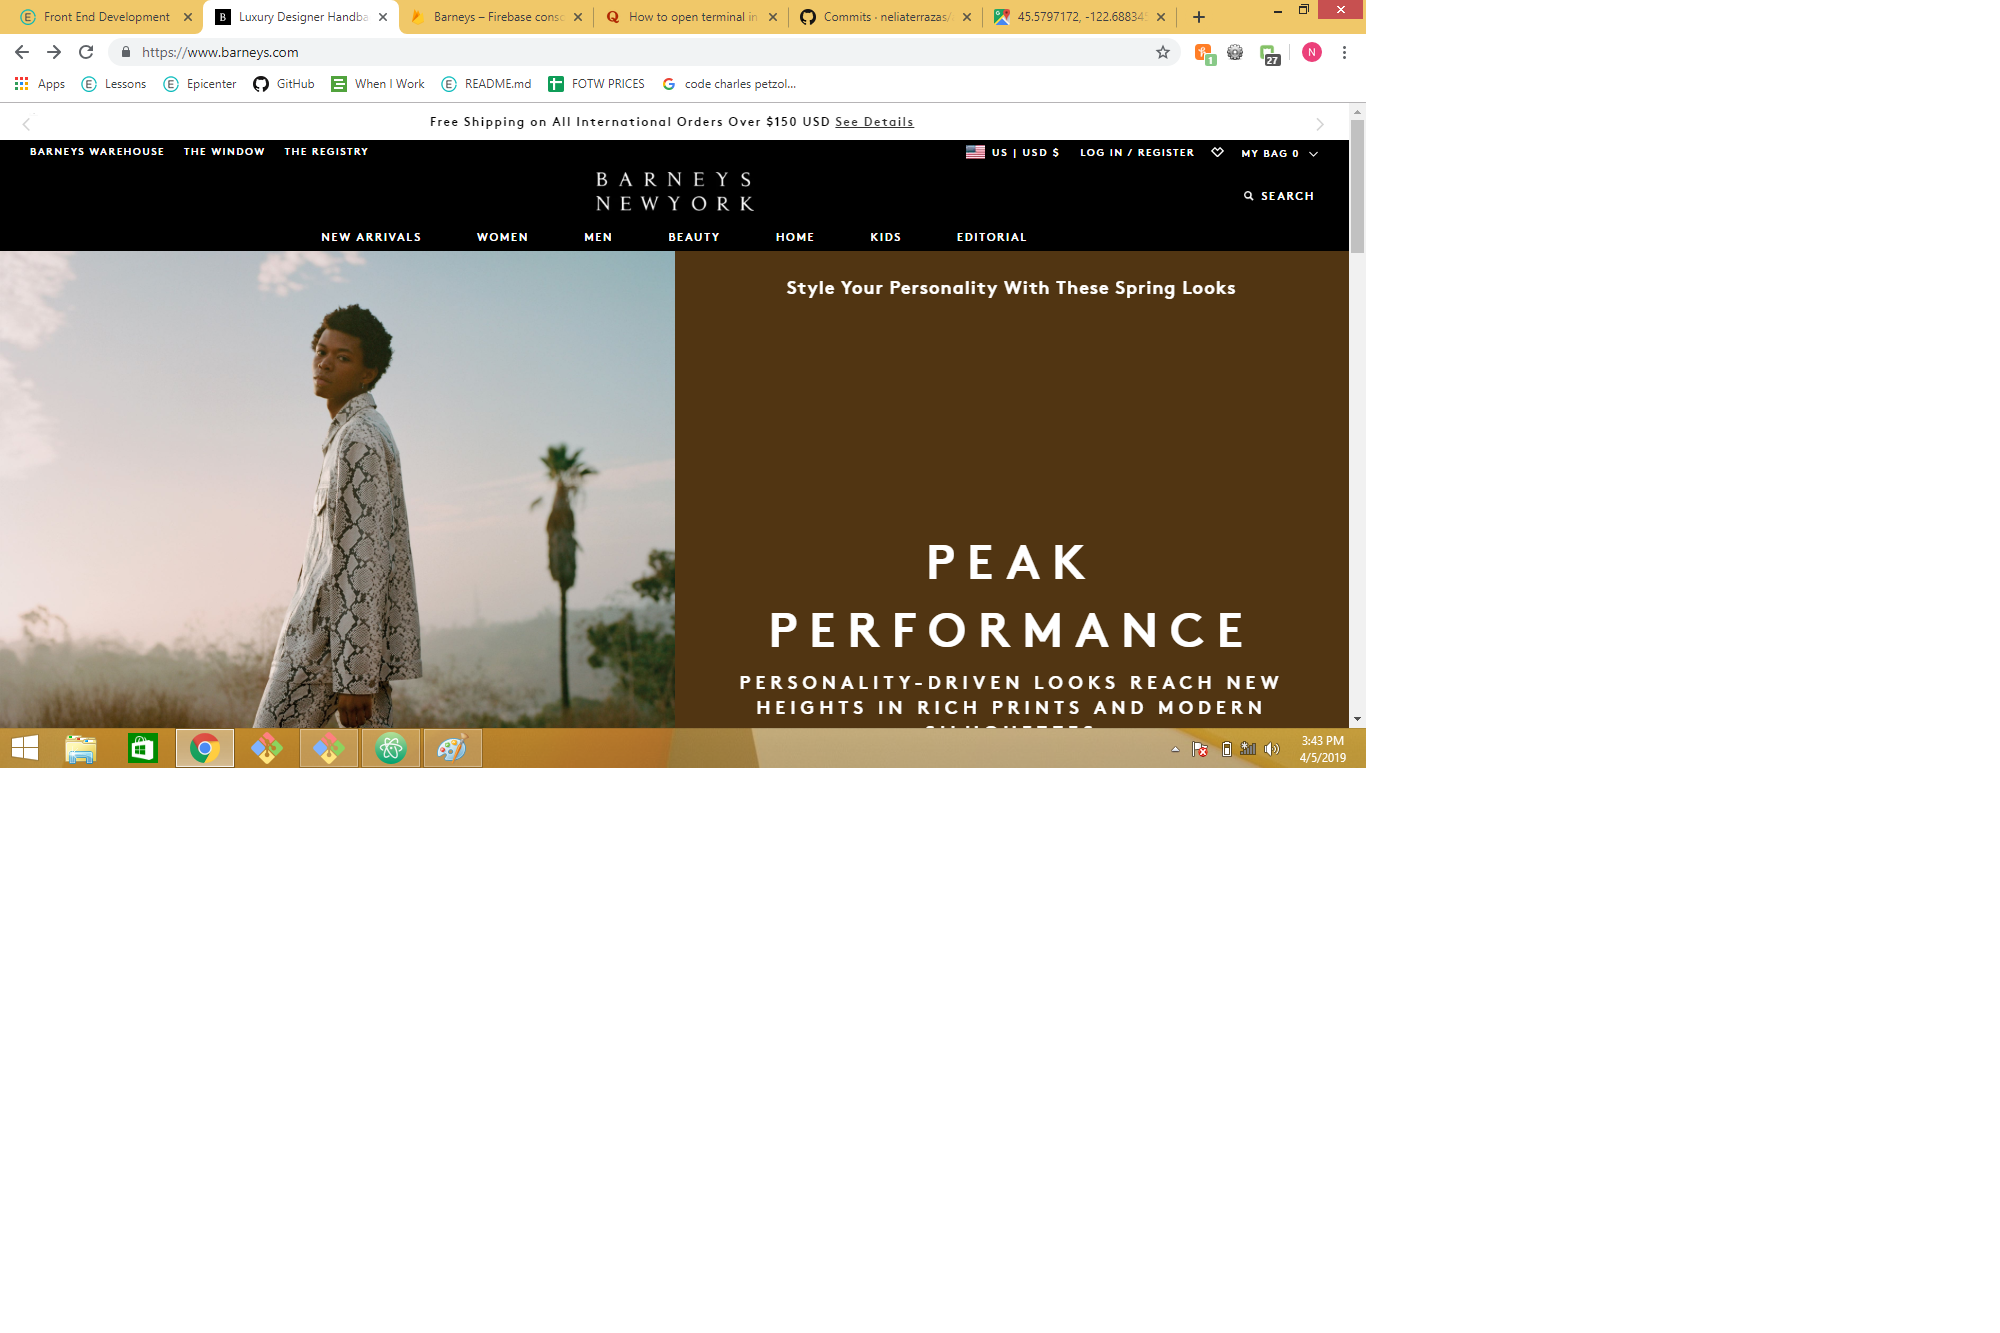 Front End Development
Luxury Designer Handba
Barneys – Firebase conso
How to open terminal in
Commits · neliaterrazas/
45.5797172, -122.68834
https://www.barneys.com
1
27
N
Apps
Lessons
Epicenter
GitHub
When I Work
README.md
FOTW PRICES
code charles petzol...
Free Shipping on All International Orders Over $150 USD See Details
BARNEYS WAREHOUSE THE WINDOW THE REGISTRY
US | USD $ LOG IN / REGISTER MY BAG 0
BARNEYS
NEWYORK
SEARCH
NEW ARRIVALS WOMEN MEN BEAUTY HOME KIDS EDITORIAL
Style Your Personality With These Spring Looks
PEAK
PERFORMANCE
PERSONALITY-DRIVEN LOOKS REACH NEW
HEIGHTS IN RICH PRINTS AND MODERN
3:43 PM
4/5/2019